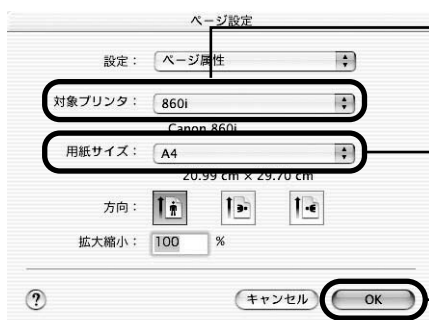 ページ設定
設定： ページ属性
対象プリンタ： 860i
Canon 860i
用紙サイズ： A4
20.99 cm × 29.70 cm
方向：
拡大縮小： 100 %
? キャンセル OK